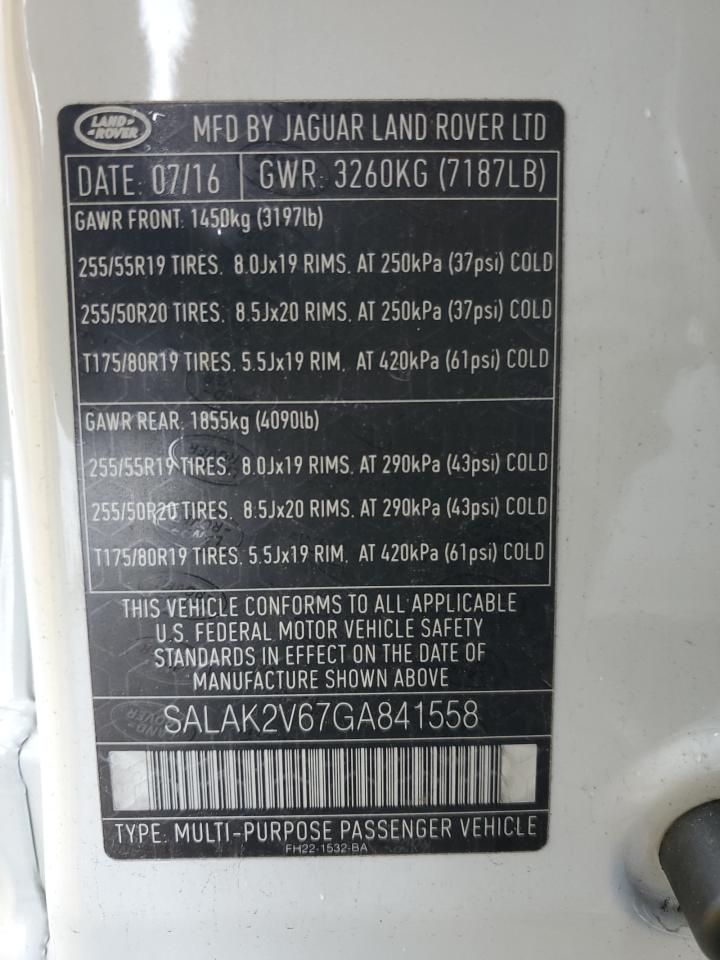 LAND-
-ROVER
MFD BY JAGUAR LAND ROVER LTD
DATE: 07/16 GWR: 3260KG (7187LB)
GAWR FRONT. 1450kg (3197lb)
255/55R19 TIRES. 8.0Jx19 RIMS. AT 250kPa (37psi) COLD
255/50R20 TIRES. 8.5Jx20 RIMS. AT 250kPa (37psi) COLD
T175/80R19 TIRES. 5.5Jx19 RIM. AT 420kPa (61psi) COLD
GAWR REAR. 1855kg (4090lb)
255/55R19 TIRES. 8.0Jx19 RIMS. AT 290kPa (43psi) COLD
255/50R20 TIRES. 8.5Jx20 RIMS. AT 290kPa (43psi) COLD
T175/80R19 TIRES. 5.5Jx19 RIM. AT 420kPa (61psi) COLD
THIS VEHICLE CONFORMS TO ALL APPLICABLE
U.S. FEDERAL MOTOR VEHICLE SAFETY
STANDARDS IN EFFECT ON THE DATE OF
MANUFACTURE SHOWN ABOVE
SALAK2V67GA841558
TYPE: MULTI-PURPOSE PASSENGER VEHICLE
FH22-1532-BA